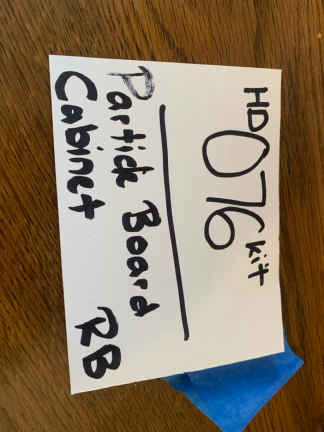 HD 076 Kit
Particle Board
Cabinet RB